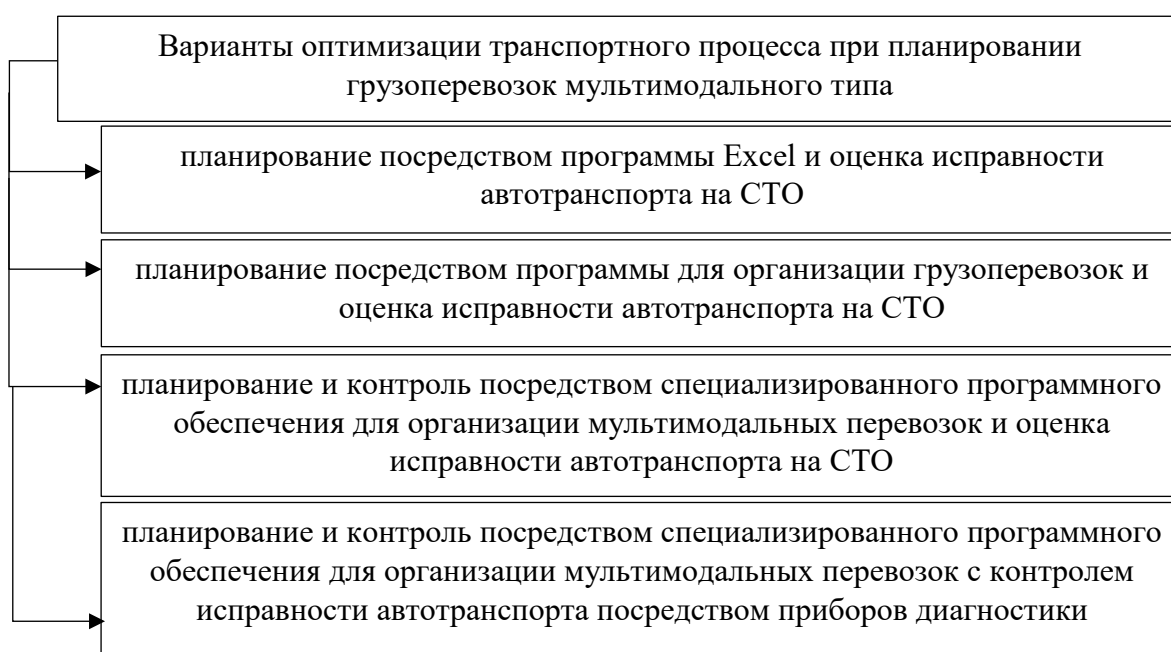 Варианты оптимизации транспортного процесса при планировании
грузоперевозок мультимодального типа
планирование посредством программы Excel и оценка исправности
автотранспорта на СТО
планирование посредством программы для организации грузоперевозок и
оценка исправности автотранспорта на СТО
планирование и контроль посредством специализированного программного
обеспечения для организации мультимодальных перевозок и оценка
исправности автотранспорта на СТО
планирование и контроль посредством специализированного программного
обеспечения для организации мультимодальных перевозок с контролем
исправности автотранспорта посредством приборов диагностики